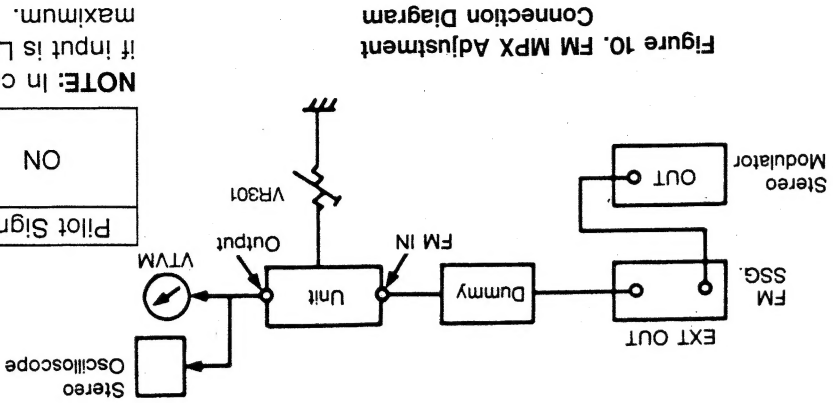 Stereo
Oscilloscope
EXT OUT
FM
SSG.
Dummy
Unit
VTVM
FM IN
Output
Stereo
Modulator
OUT
VR301
Figure 10. FM MPX Adjustment
Connection Diagram
Pilot Sign
ON
NOTE: In c
if input is L
maximum.